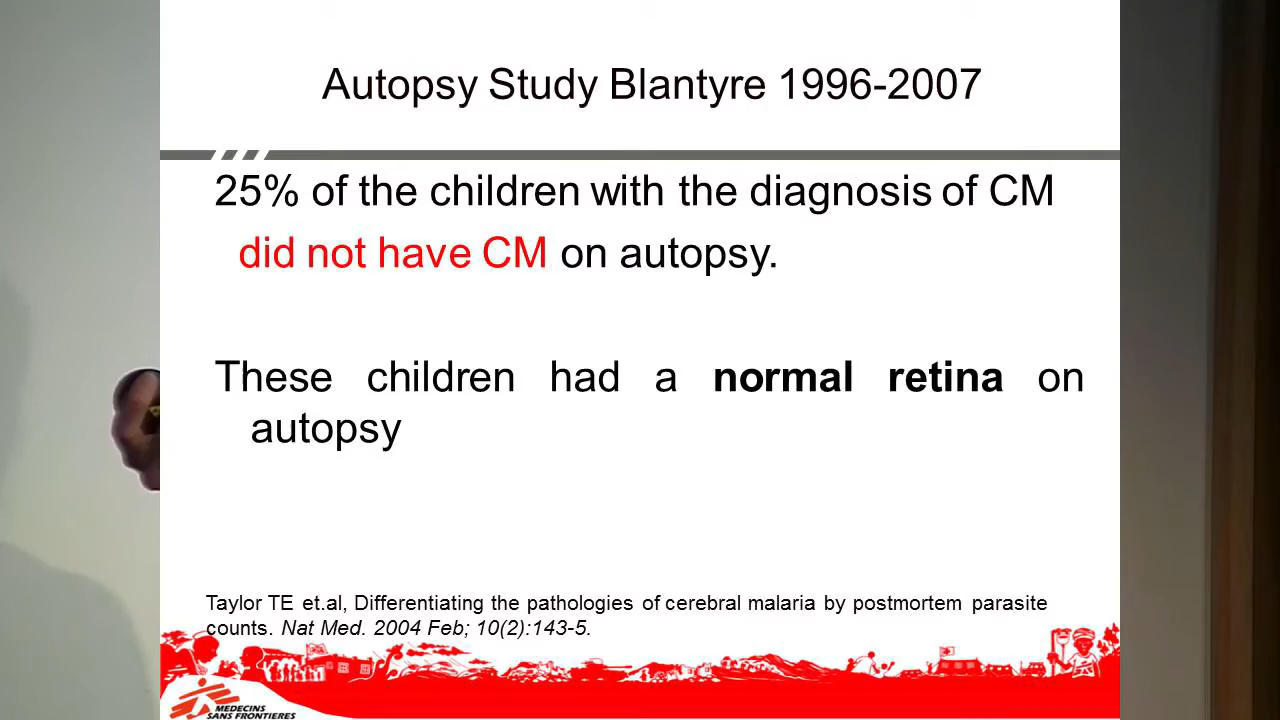 Autopsy Study Blantyre 1996-2007
25% of the children with the diagnosis of CM
did not have CM on autopsy.
These children had a normal retina on
autopsy
Taylor TE et.al, Differentiating the pathologies of cerebral malaria by postmortem parasite
counts. Nat Med. 2004 Feb; 10(2):143-5.
MEDECINS
SANS FRONTIERES